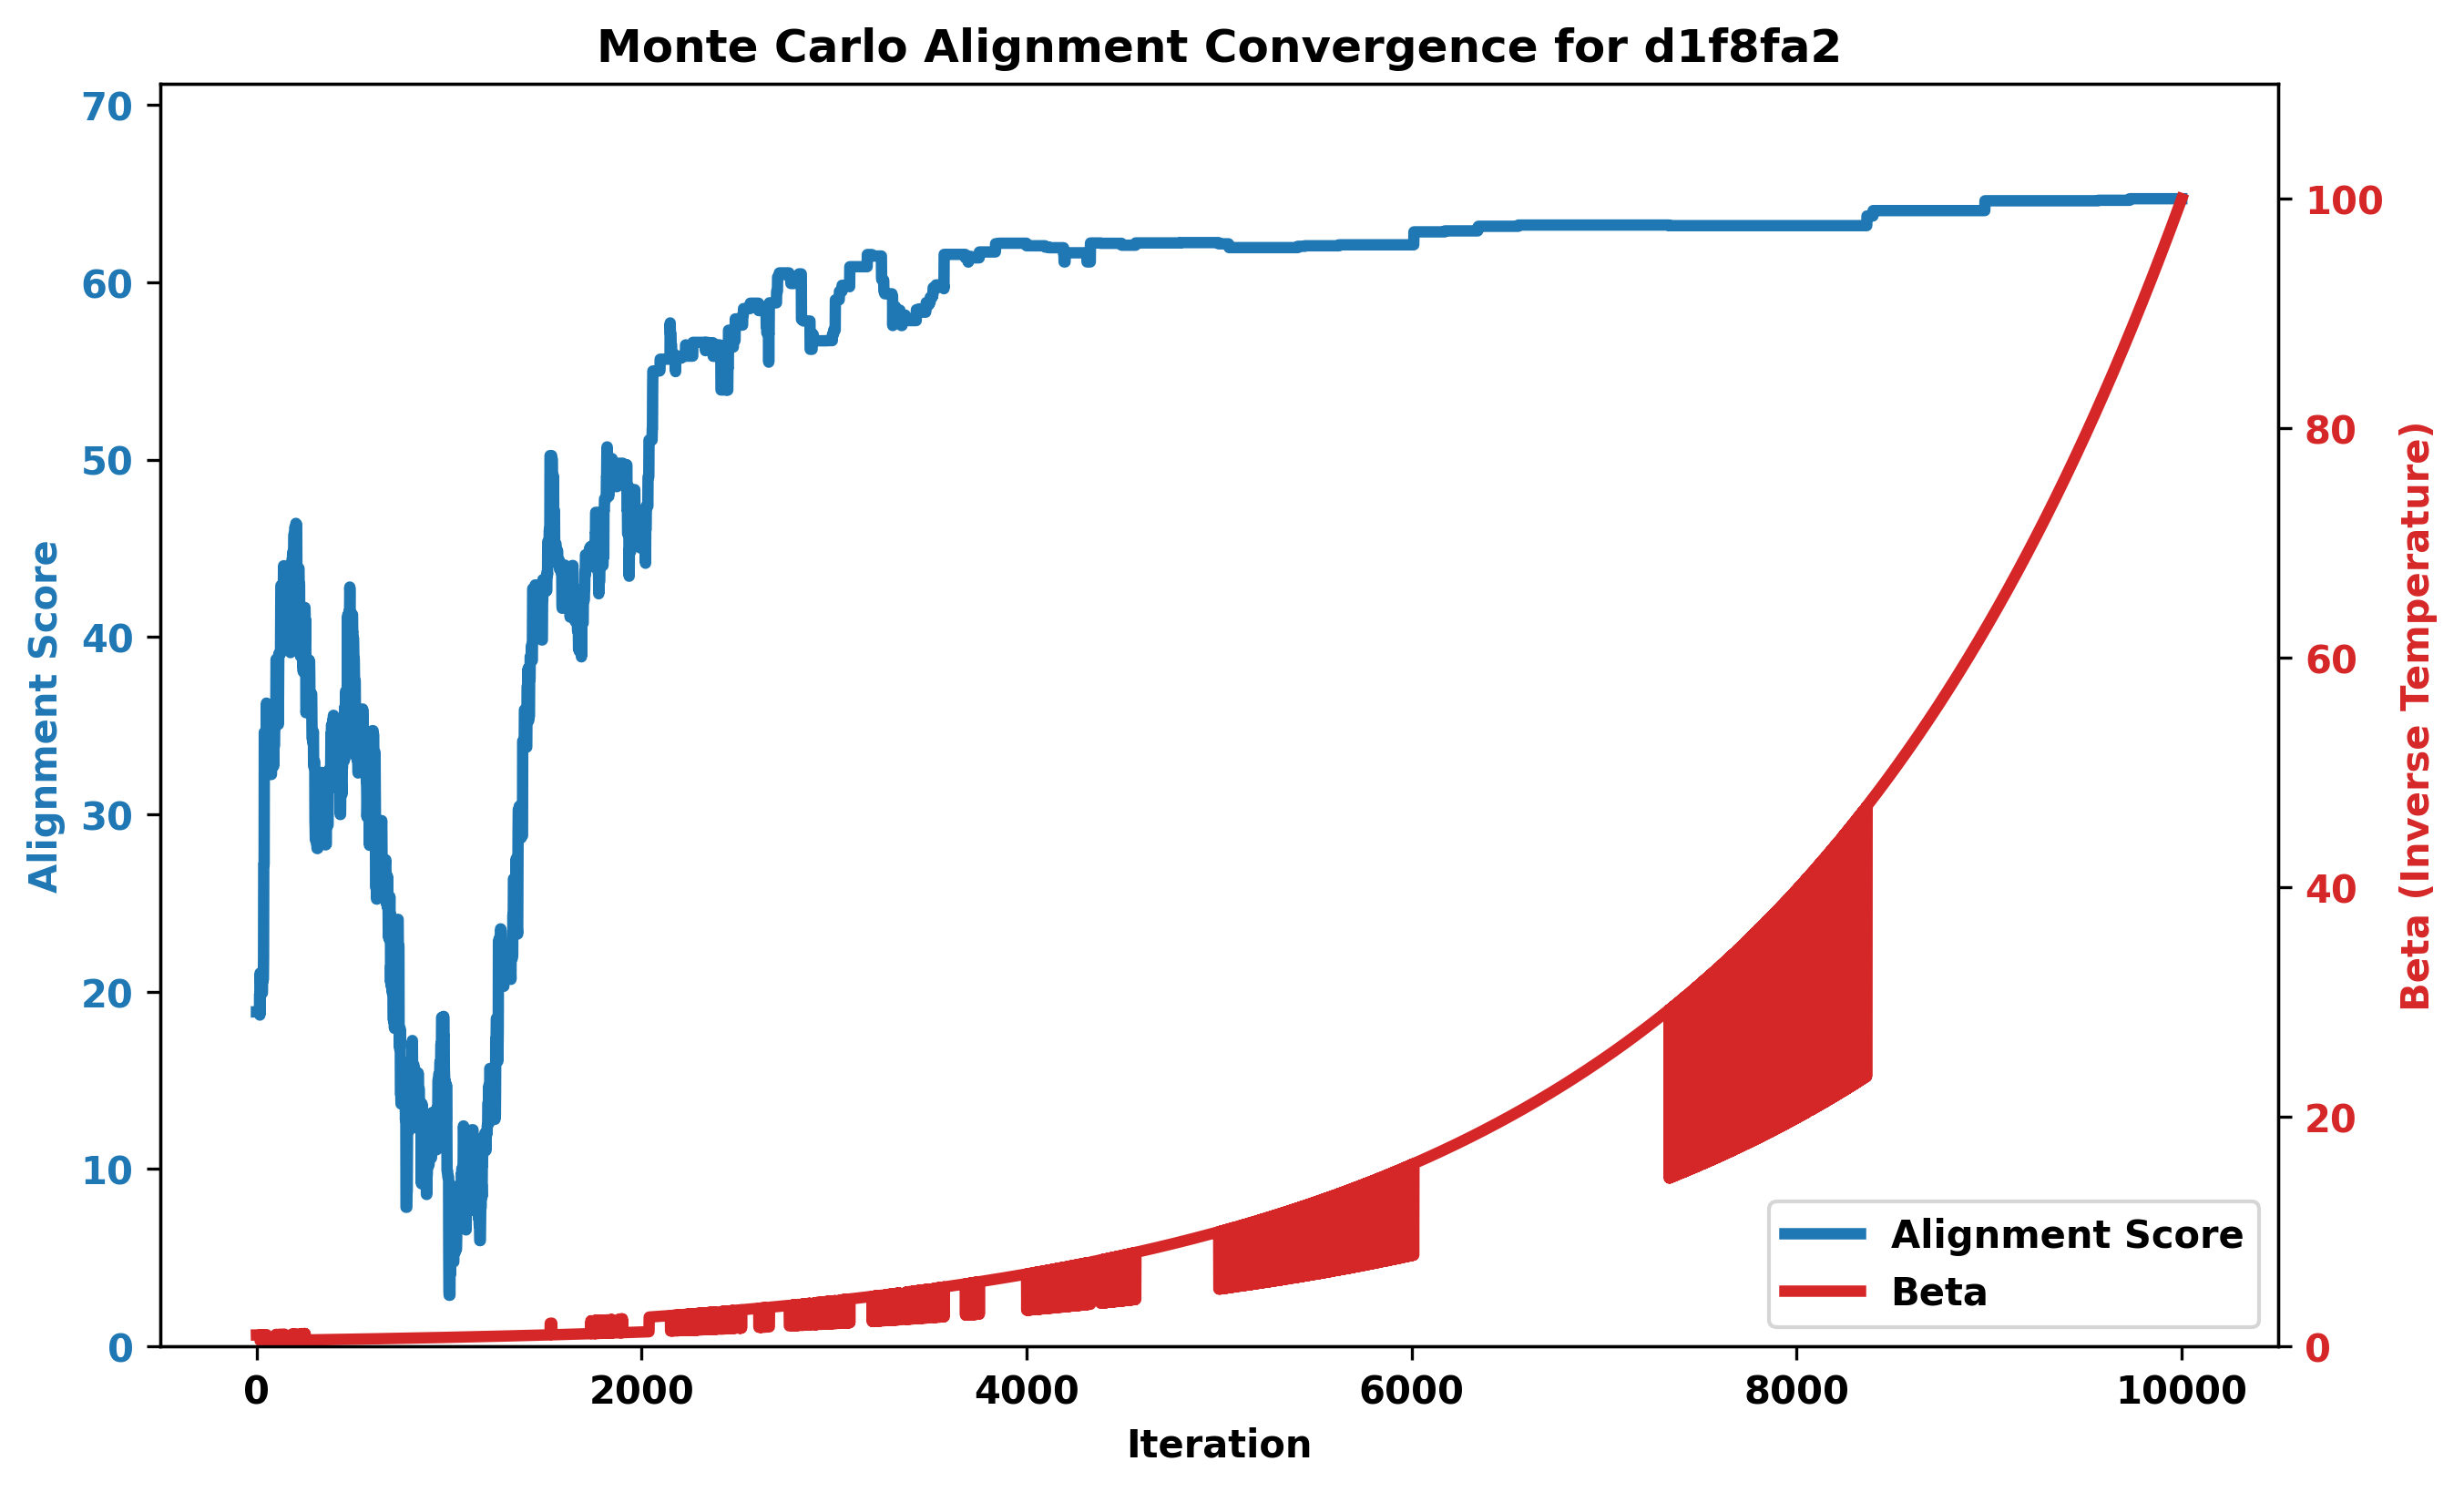 Monte Carlo Alignment Convergence for d1f8fa2
70
60
50
40
30
20
10
0
Alignment Score
100
80
60
40
20
0
Beta (Inverse Temperature)
Alignment Score
Beta
0 2000 4000 6000 8000 10000
Iteration